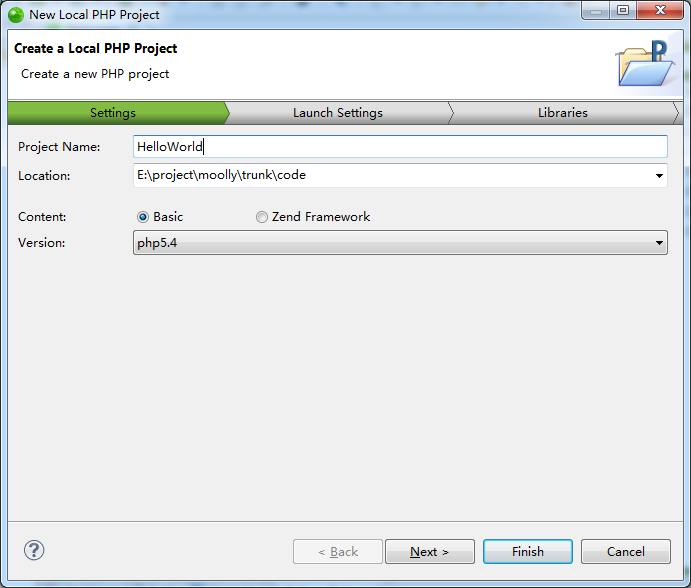 New Local PHP Project
Create a Local PHP Project
Create a new PHP project
Settings Launch Settings Libraries
Project Name: HelloWorld
Location: E:\project\moolly\trunk\code
Content: Basic Zend Framework
Version: php5.4
? < Back Next > Finish Cancel